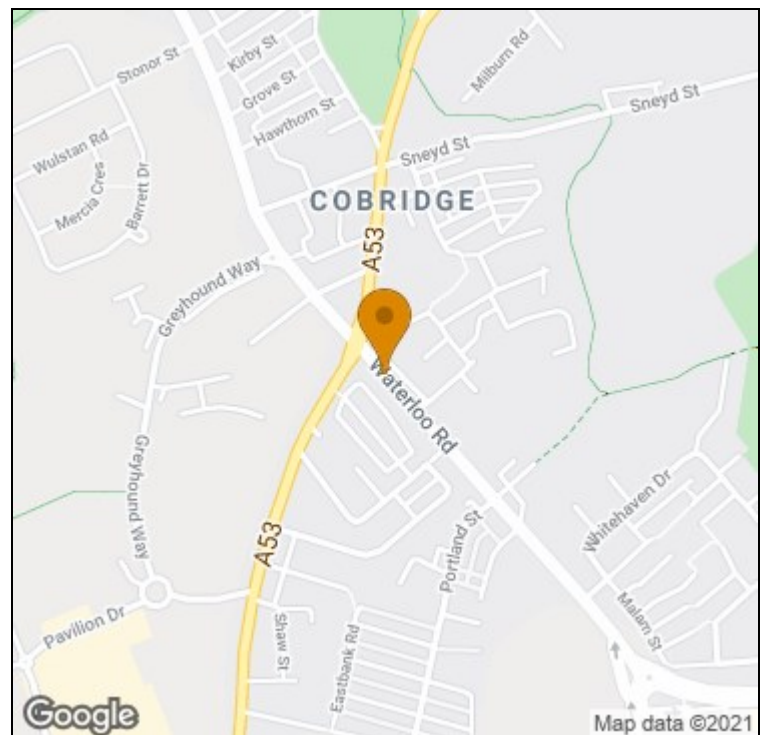 Stonor St
Kirby St
Grove St
Hawthorn St
Milburn Rd
Sneyd St
Sneyd St
Wulstan Rd
Mercia Cres
Barrett Dr
COBRIDGE
A53
Greyhound Way
Waterloo Rd
Greyhound Way
A53
Portland St
Whitehaven Dr
Malam St
Pavilion Dr
Shaw St
Eastbank Rd
Google
Map data ©2021